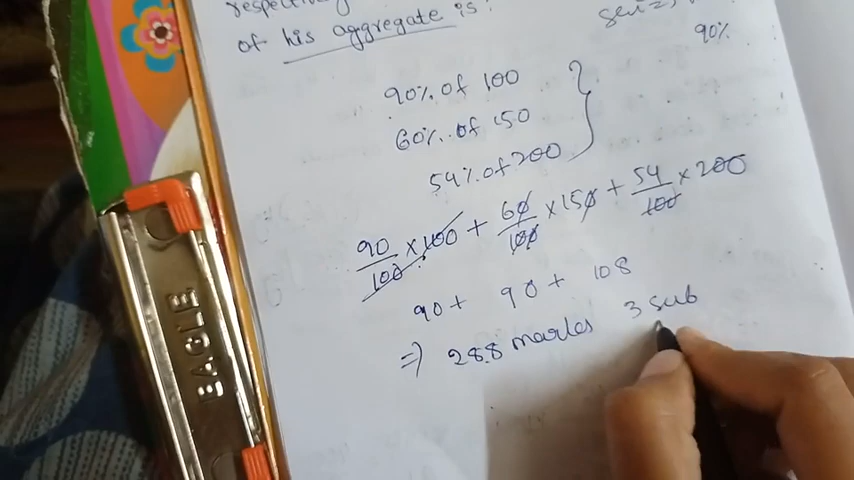 respectively
of his aggregate is
90%
90% of 100
60% of 150
54% of 200
90/100 × 100 + 60/100 × 150 + 54/100 × 200
90 + 90 + 108
⇒ 288 marks 3 sub
EAGLE